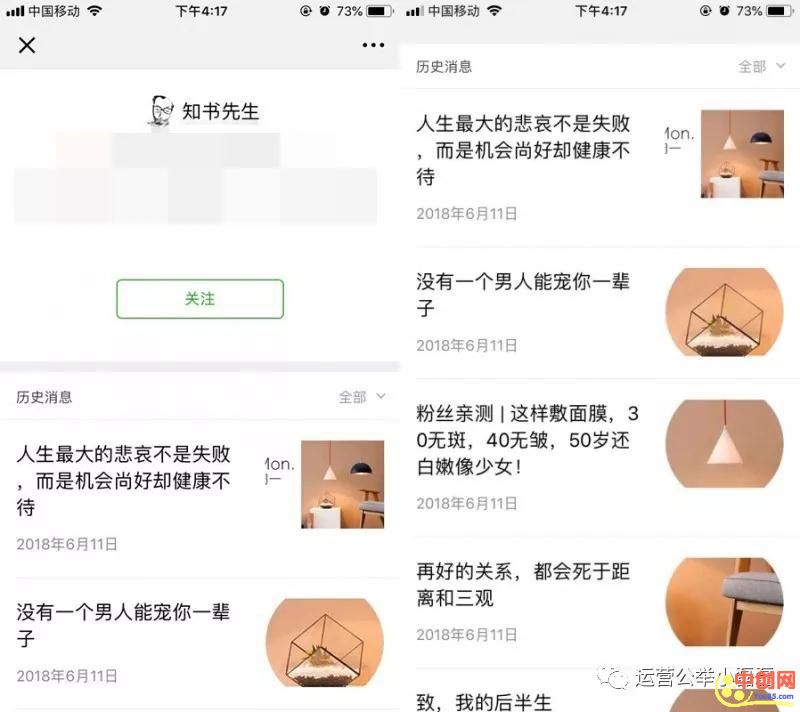 中国移动
下午4:17
73%
知书先生
关注
历史消息
全部
人生最大的悲哀不是失败
，而是机会尚好却健康不
待
2018年6月11日
Mon.
没有一个男人能宠你一辈
子
2018年6月11日
中国移动
下午4:17
73%
历史消息
全部
人生最大的悲哀不是失败
，而是机会尚好却健康不
待
2018年6月11日
Mon.
没有一个男人能宠你一辈
子
2018年6月11日
粉丝亲测 | 这样敷面膜，3
0无斑，40无皱，50岁还
白嫩像少女！
2018年6月11日
再好的关系，都会死于距
离和三观
2018年6月11日
致，我的后半生
运营公举小磊磊
中创网